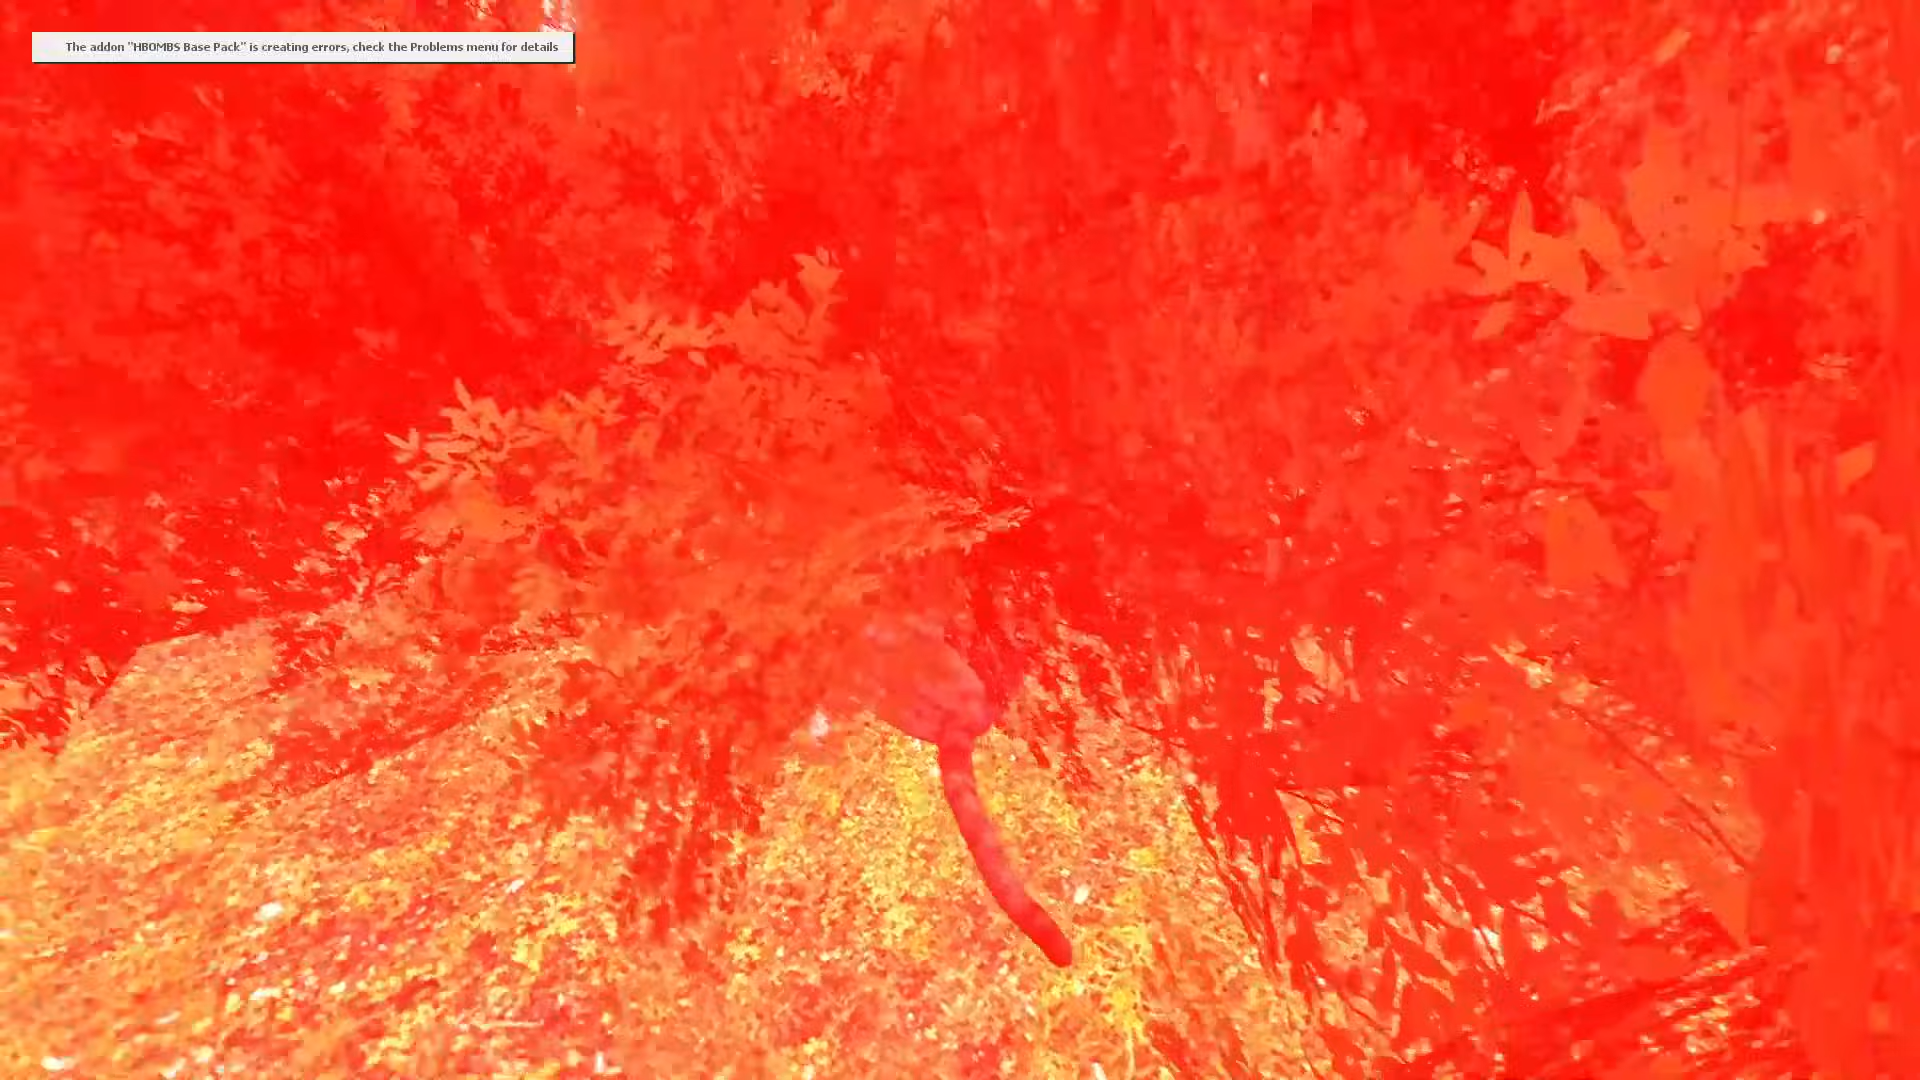 The addon "HBOMBS Base Pack" is creating errors, check the Problems menu for details